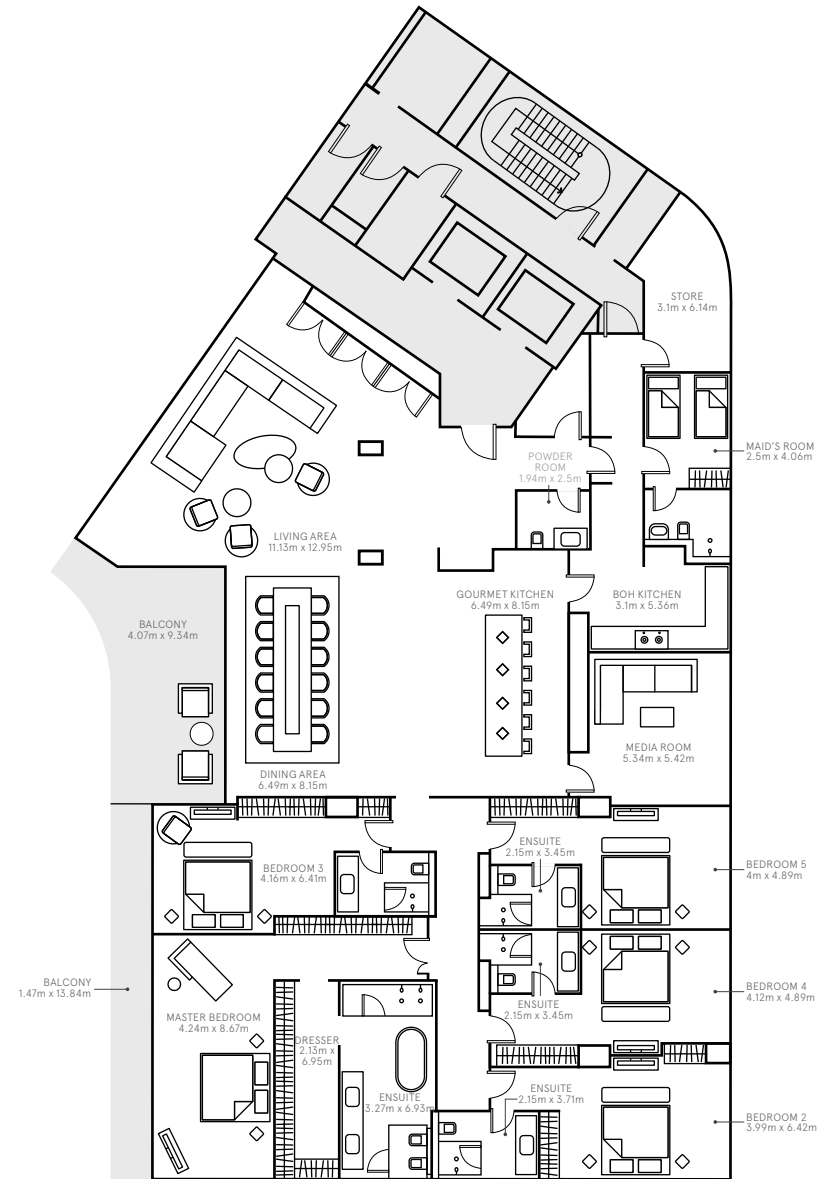 STORE
3.1m x 6.14m
MAID'S ROOM
2.5m x 4.06m
POWDER
ROOM
1.94m x 2.5m
LIVING AREA
11.13m x 12.95m
GOURMET KITCHEN
6.49m x 8.15m
BOH KITCHEN
3.1m x 5.36m
BALCONY
4.07m x 9.34m
MEDIA ROOM
5.34m x 5.42m
DINING AREA
6.49m x 8.15m
ENSUITE
2.15m x 3.45m
BEDROOM 3
4.16m x 6.41m
BEDROOM 5
4m x 4.89m
BALCONY
1.47m x 13.84m
BEDROOM 4
4.12m x 4.89m
ENSUITE
2.15m x 3.45m
MASTER BEDROOM
4.24m x 8.67m
DRESSER
2.13m x
6.95m
ENSUITE
3.27m x 6.93m
ENSUITE
2.15m x 3.71m
BEDROOM 2
3.99m x 6.42m